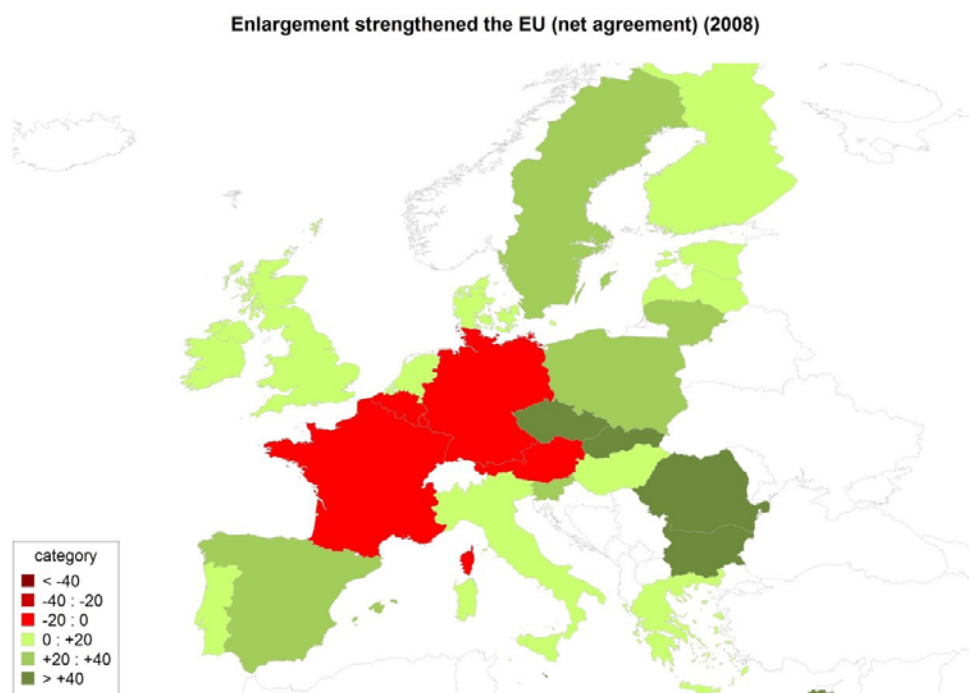 Enlargement strengthened the EU (net agreement) (2008)
category
< -40
-40 : -20
-20 : 0
0 : +20
+20 : +40
> +40